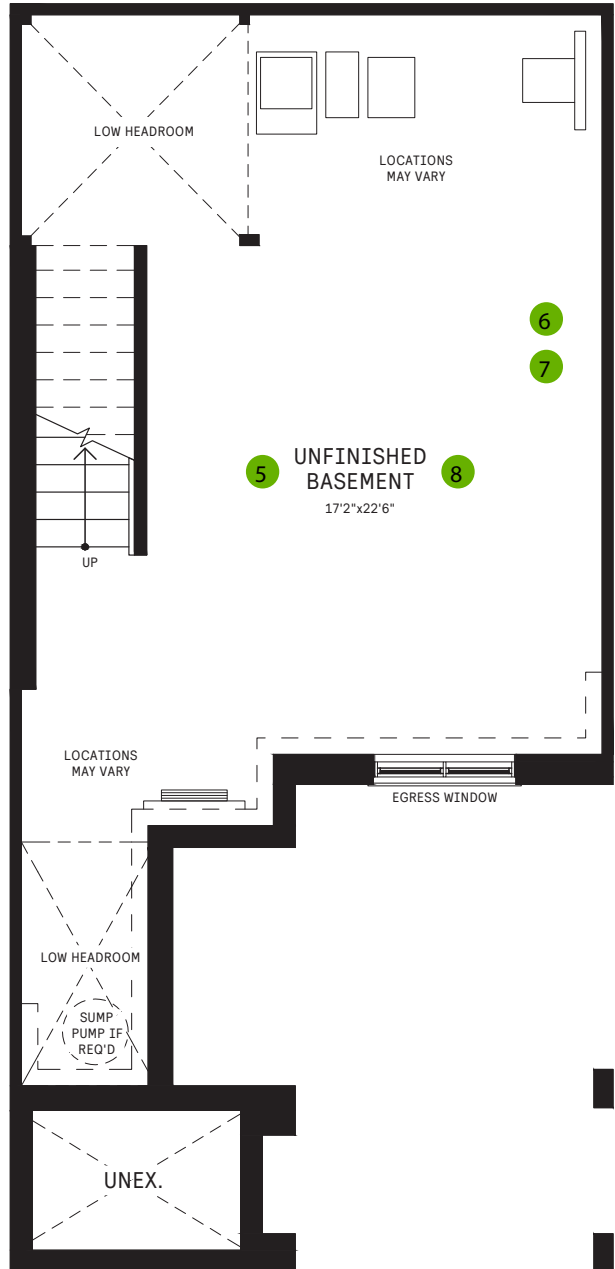 LOW HEADROOM
LOCATIONS
MAY VARY
6
7
5
UNFINISHED
BASEMENT
8
17'2"x22'6"
UP
LOCATIONS
MAY VARY
EGRESS WINDOW
LOW HEADROOM
SUMP
PUMP IF
REQ'D
UNEX.